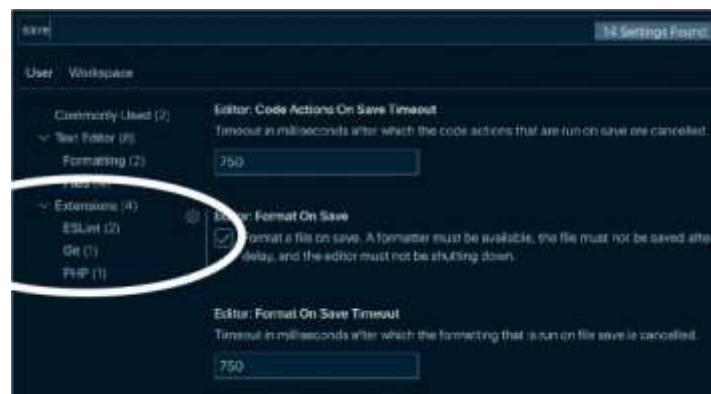 save
14 Settings Found
User Workspace
Commonly Used (2)
Text Editor (8)
Formatting (2)
Extensions (4)
ESLint (2)
Git (1)
PHP (1)
Editor: Code Actions On Save Timeout
Timeout in milliseconds after which the code actions that are run on save are cancelled.
750
Editor: Format On Save
Format a file on save. A formatter must be available, the file must not be saved after
delay, and the editor must not be shutting down.
Editor: Format On Save Timeout
Timeout in milliseconds after which the formatting that is run on file save is cancelled.
750